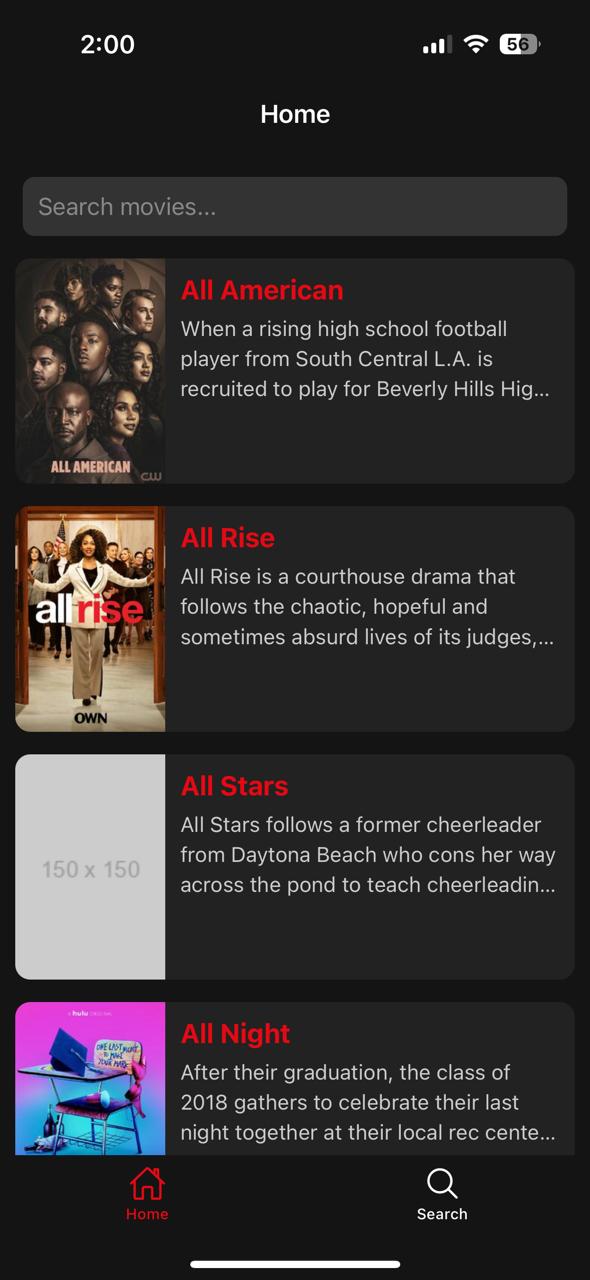 2:00
56
Home
Search movies...
All American
When a rising high school football
player from South Central L.A. is
recruited to play for Beverly Hills Hig...
ALL AMERICAN
CW
All Rise
All Rise is a courthouse drama that
follows the chaotic, hopeful and
sometimes absurd lives of its judges,...
allrise
OWN
All Stars
All Stars follows a former cheerleader
from Daytona Beach who cons her way
across the pond to teach cheerleadin...
150 x 150
All Night
After their graduation, the class of
2018 gathers to celebrate their last
night together at their local rec cente...
hulu ORIGINAL
ONE LAST NIGHT
TO MAKE
YOUR MARK
Home
Search